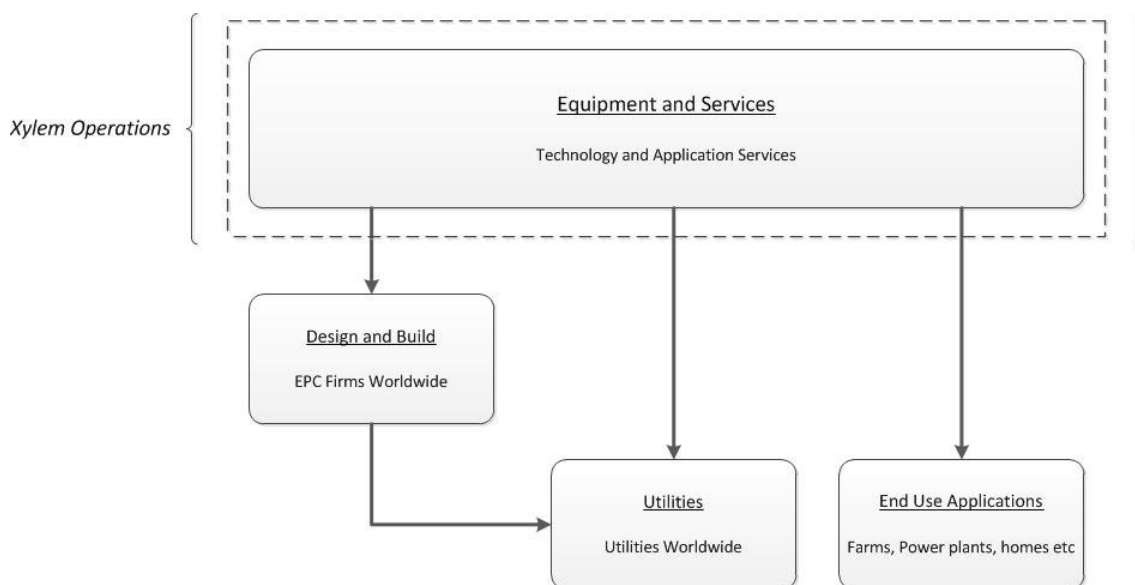 Equipment and Services
Xylem Operations
Technology and Application Services
Design and Build
EPC Firms Worldwide
Utilities
Utilities Worldwide
End Use Applications
Farms, Power plants, homes etc